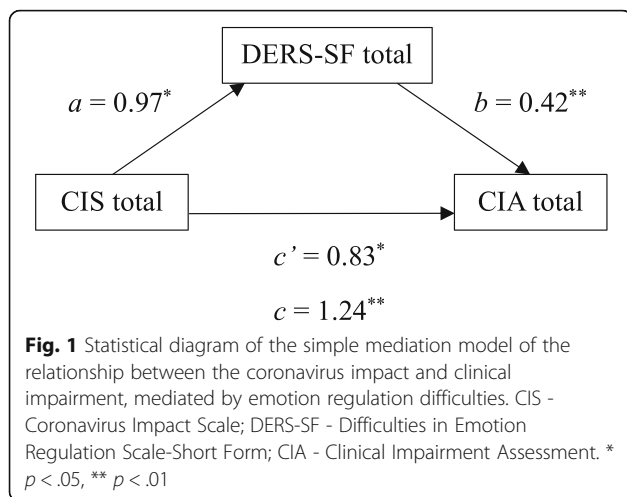 DERS-SF total
a = 0.97*
b = 0.42**
CIS total
CIA total
c’ = 0.83*
c = 1.24**
Fig. 1 Statistical diagram of the simple mediation model of the
relationship between the coronavirus impact and clinical
impairment, mediated by emotion regulation difficulties. CIS -
Coronavirus Impact Scale; DERS-SF - Difficulties in Emotion
Regulation Scale-Short Form; CIA - Clinical Impairment Assessment. *
p < .05, ** p < .01